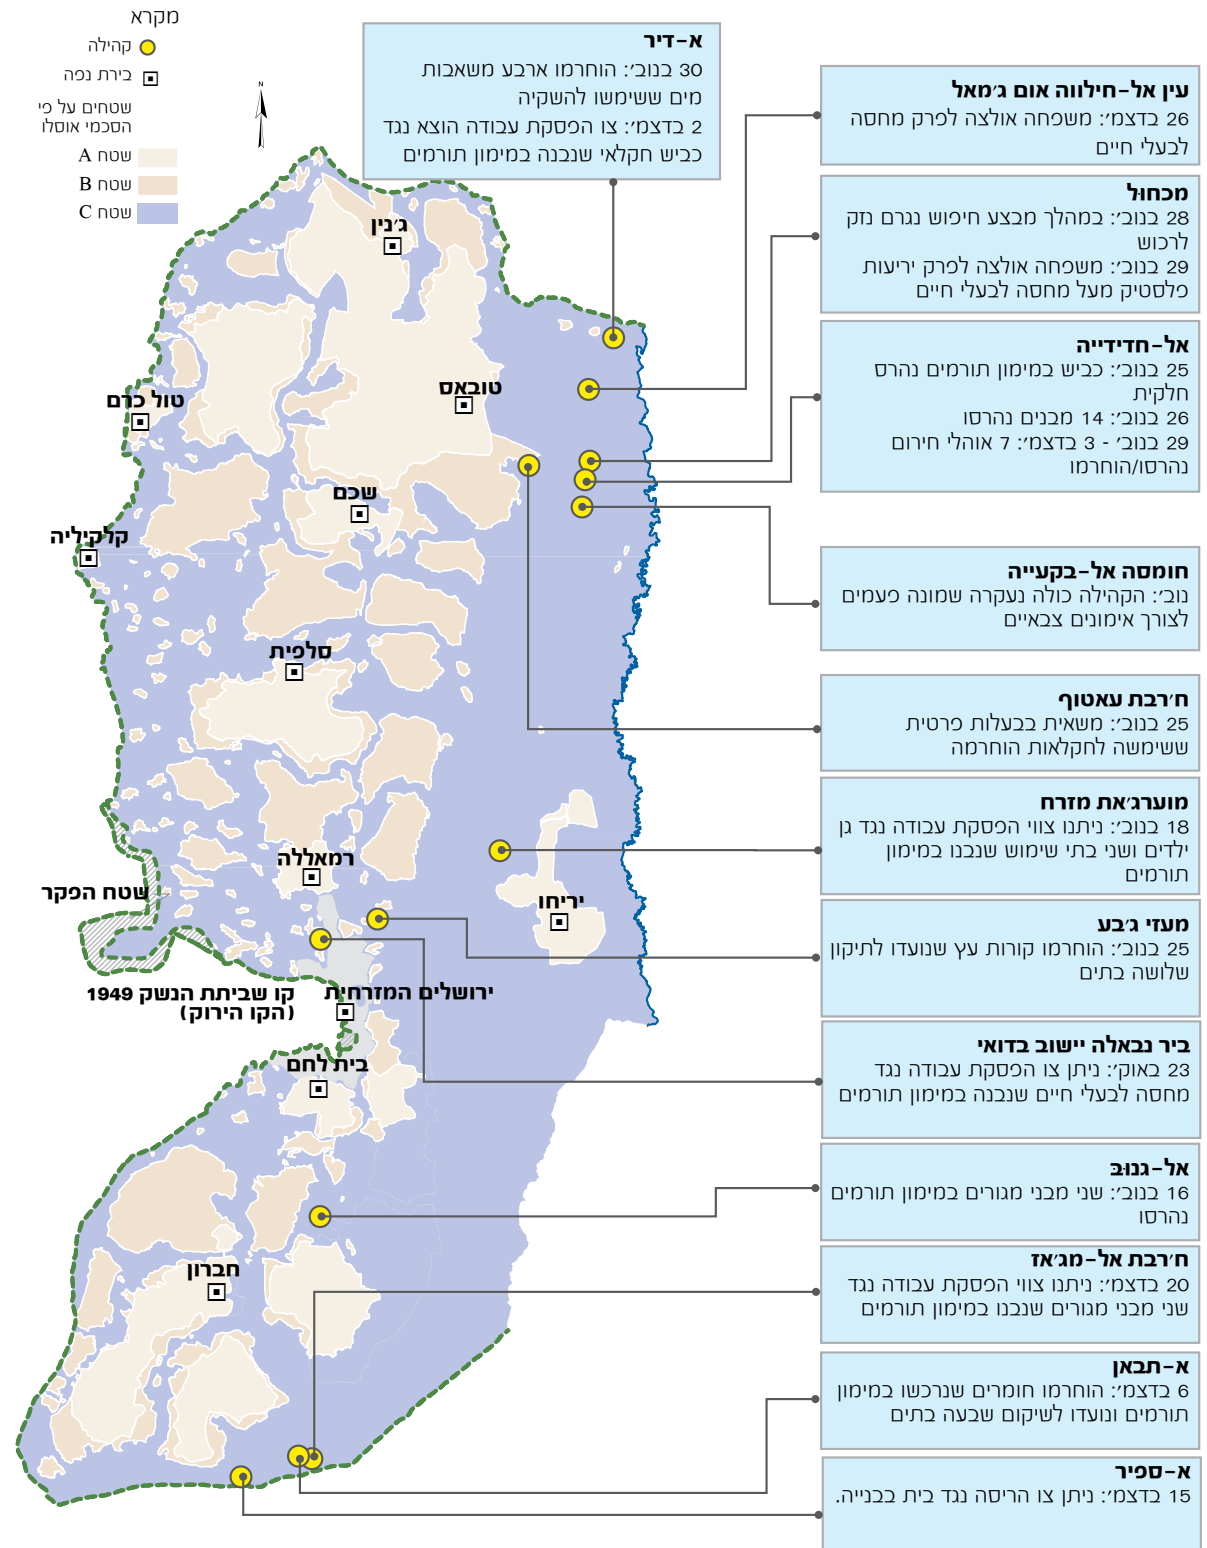 מקרא
קהילה
בירת נפה
שטחים על פי
הסכמי אוסלו
שטח A
שטח B
שטח C
N
א-דיר
30 בנוב׳: הוחרמו ארבע משאבות
מים ששימשו להשקיה
2 בדצמ׳: צו הפסקת עבודה הוצא נגד
כביש חקלאי שנבנה במימון תורמים
עין אל-חילווה אום ג׳מאל
26 בדצמ׳: משפחה אולצה לפרק מחסה
לבעלי חיים
מכחול
28 בנוב׳: במהלך מבצע חיפוש נגרם נזק
לרכוש
29 בנוב׳: משפחה אולצה לפרק יריעות
פלסטיק מעל מחסה לבעלי חיים
אל-חדידייה
25 בנוב׳: כביש במימון תורמים נהרס
חלקית
26 בנוב׳: 14 מבנים נהרסו
29 בנוב׳ - 3 בדצמ׳: 7 אוהלי חירום
נהרסו/הוחרמו
חומסה אל-בקעייה
נוב׳: הקהילה כולה נעקרה שמונה פעמים
לצורך אימונים צבאיים
ח׳רבת עאטוף
25 בנוב׳: משאית בבעלות פרטית
ששימשה לחקלאות הוחרמה
מוערג׳את מזרח
18 בנוב׳: ניתנו צווי הפסקת עבודה נגד גן
ילדים ושני בתי שימוש שנבנו במימון
תורמים
מעזי ג׳בע
25 בנוב׳: הוחרמו קורות עץ שנועדו לתיקון
שלושה בתים
ביר נבאלה יישוב בדואי
23 באוק׳: ניתן צו הפסקת עבודה נגד
מחסה לבעלי חיים שנבנה במימון תורמים
אל-גנוּבּ
16 בנוב׳: שני מבני מגורים במימון תורמים
נהרסו
ח׳רבת אל-מג׳אז
20 בדצמ׳: ניתנו צווי הפסקת עבודה נגד
שני מבני מגורים שנבנו במימון תורמים
א-תבאן
6 בדצמ׳: הוחרמו חומרים שנרכשו במימון
תורמים ונועדו לשיקום שבעה בתים
א-ספיר
15 בדצמ׳: ניתן צו הריסה נגד בית בבנייה.
ג׳נין
טובאס
טול כרם
שכם
קלקיליה
סלפית
רמאללה
שטח הפקר
יריחו
ירושלים המזרחית
קו שביתת הנשק 1949
(הקו הירוק)
בית לחם
חברון